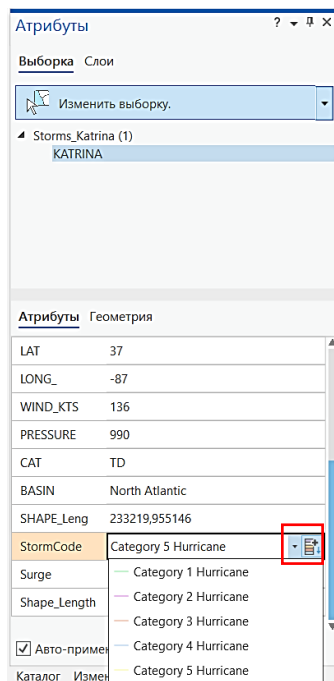 Атрибуты ?
Выборка Слои
Изменить выборку.
Storms_Katrina (1)
KATRINA
Атрибуты Геометрия
LAT 37
LONG_ -87
WIND_KTS 136
PRESSURE 990
CAT TD
BASIN North Atlantic
SHAPE_Leng 233219,955146
StormCode Category 5 Hurricane
Surge Category 1 Hurricane
Category 2 Hurricane
Shape_Length Category 3 Hurricane
Category 4 Hurricane
Авто-приме
Category 5 Hurricane
Каталог Измен